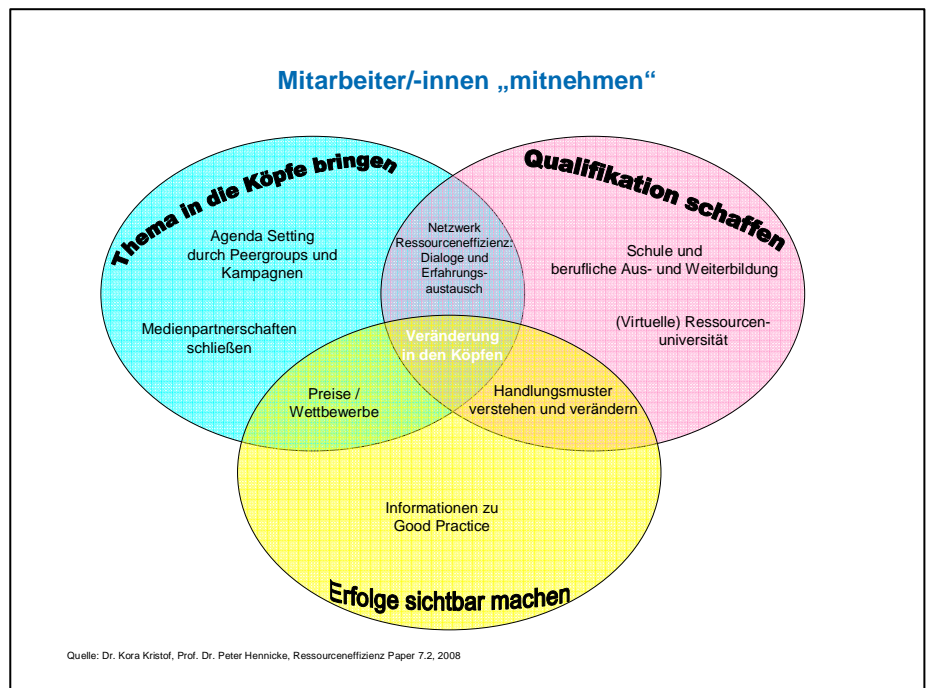 Mitarbeiter/-innen „mitnehmen“
Thema in die Köpfe bringen
Agenda Setting
durch Peergroups und
Kampagnen
Medienpartnerschaften
schließen
Netzwerk
Ressourceneffizienz:
Dialoge und
Erfahrungs-
austausch
Qualifikation schaffen
Schule und
berufliche Aus- und Weiterbildung
(Virtuelle) Ressourcen-
universität
Veränderung
in den Köpfen
Preise /
Wettbewerbe
Handlungsmuster
verstehen und verändern
Informationen zu
Good Practice
Erfolge sichtbar machen
Quelle: Dr. Kora Kristof, Prof. Dr. Peter Hennicke, Ressourceneffizienz Paper 7.2, 2008